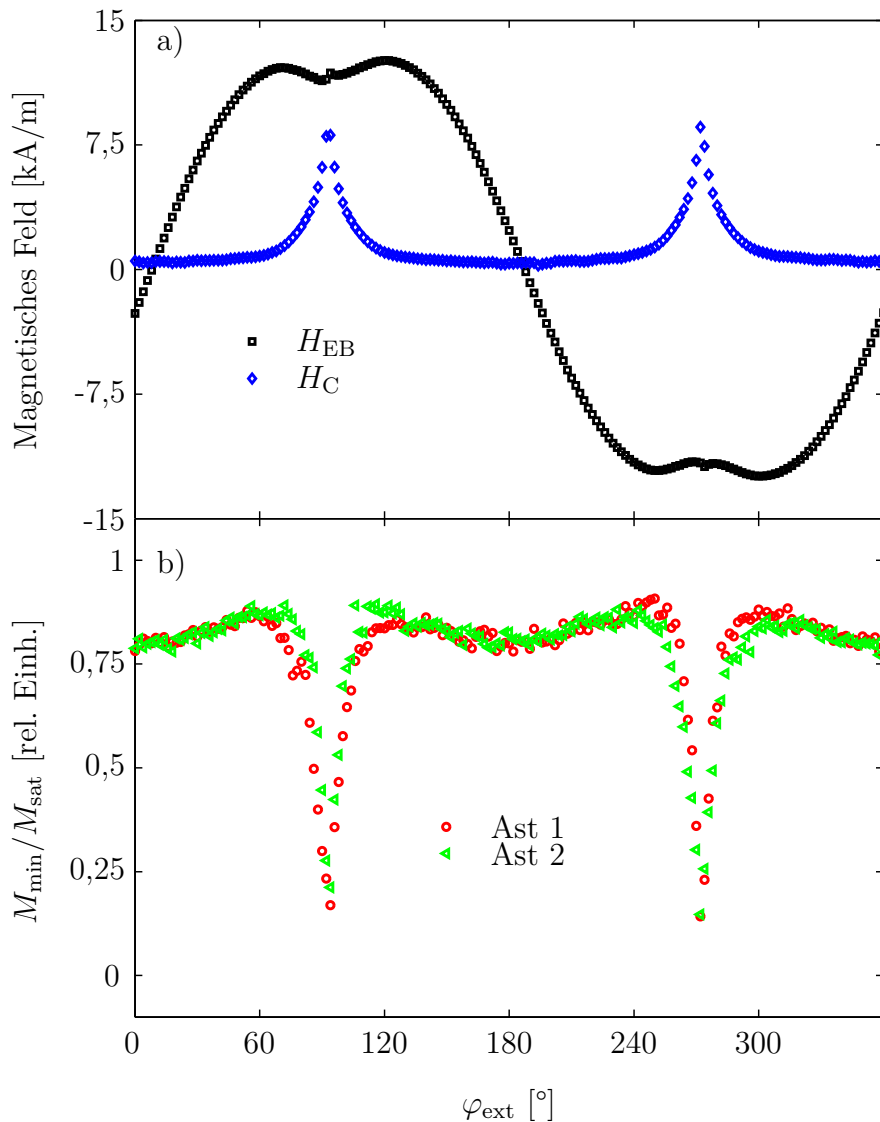 a)
15
7,5
0
-7,5
-15
Magnetisches Feld [kA/m]
H_EB
H_C
b)
1
0,75
0,5
0,25
0
M_min/M_sat [rel. Einh.]
Ast 1
Ast 2
0 60 120 180 240 300
φ_ext [°]